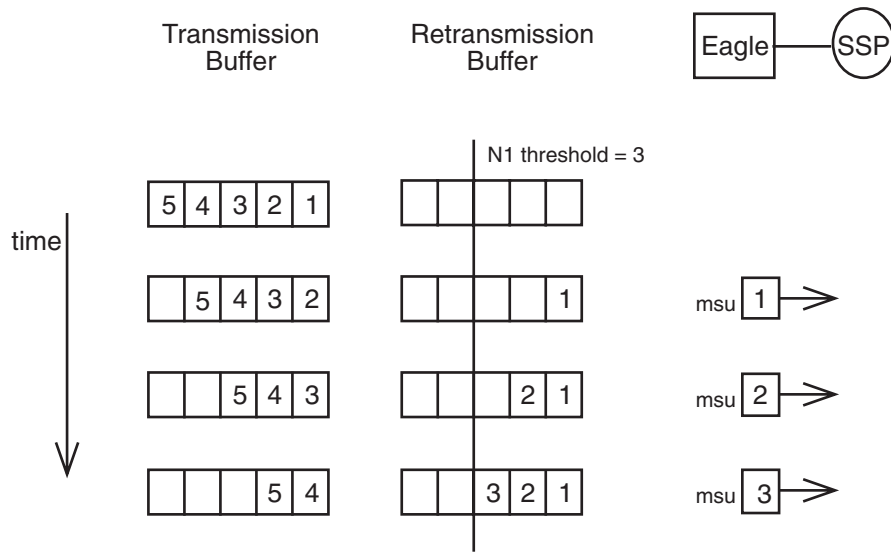 Transmission
Buffer
Retransmission
Buffer
Eagle
SSP
N1 threshold = 3
time
5 4 3 2 1
5 4 3 2
1
msu 1
5 4 3
2 1
msu 2
5 4
3 2 1
msu 3